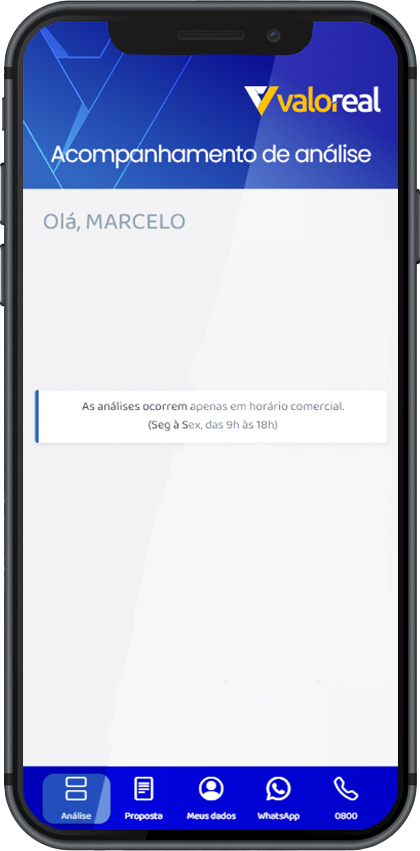 valoreal
Acompanhamento de análise
Olá, MARCELO
As análises ocorrem apenas em horário comercial.
(Seg à Sex, das 9h às 18h)
Análise
Proposta
Meus dados
WhatsApp
0800